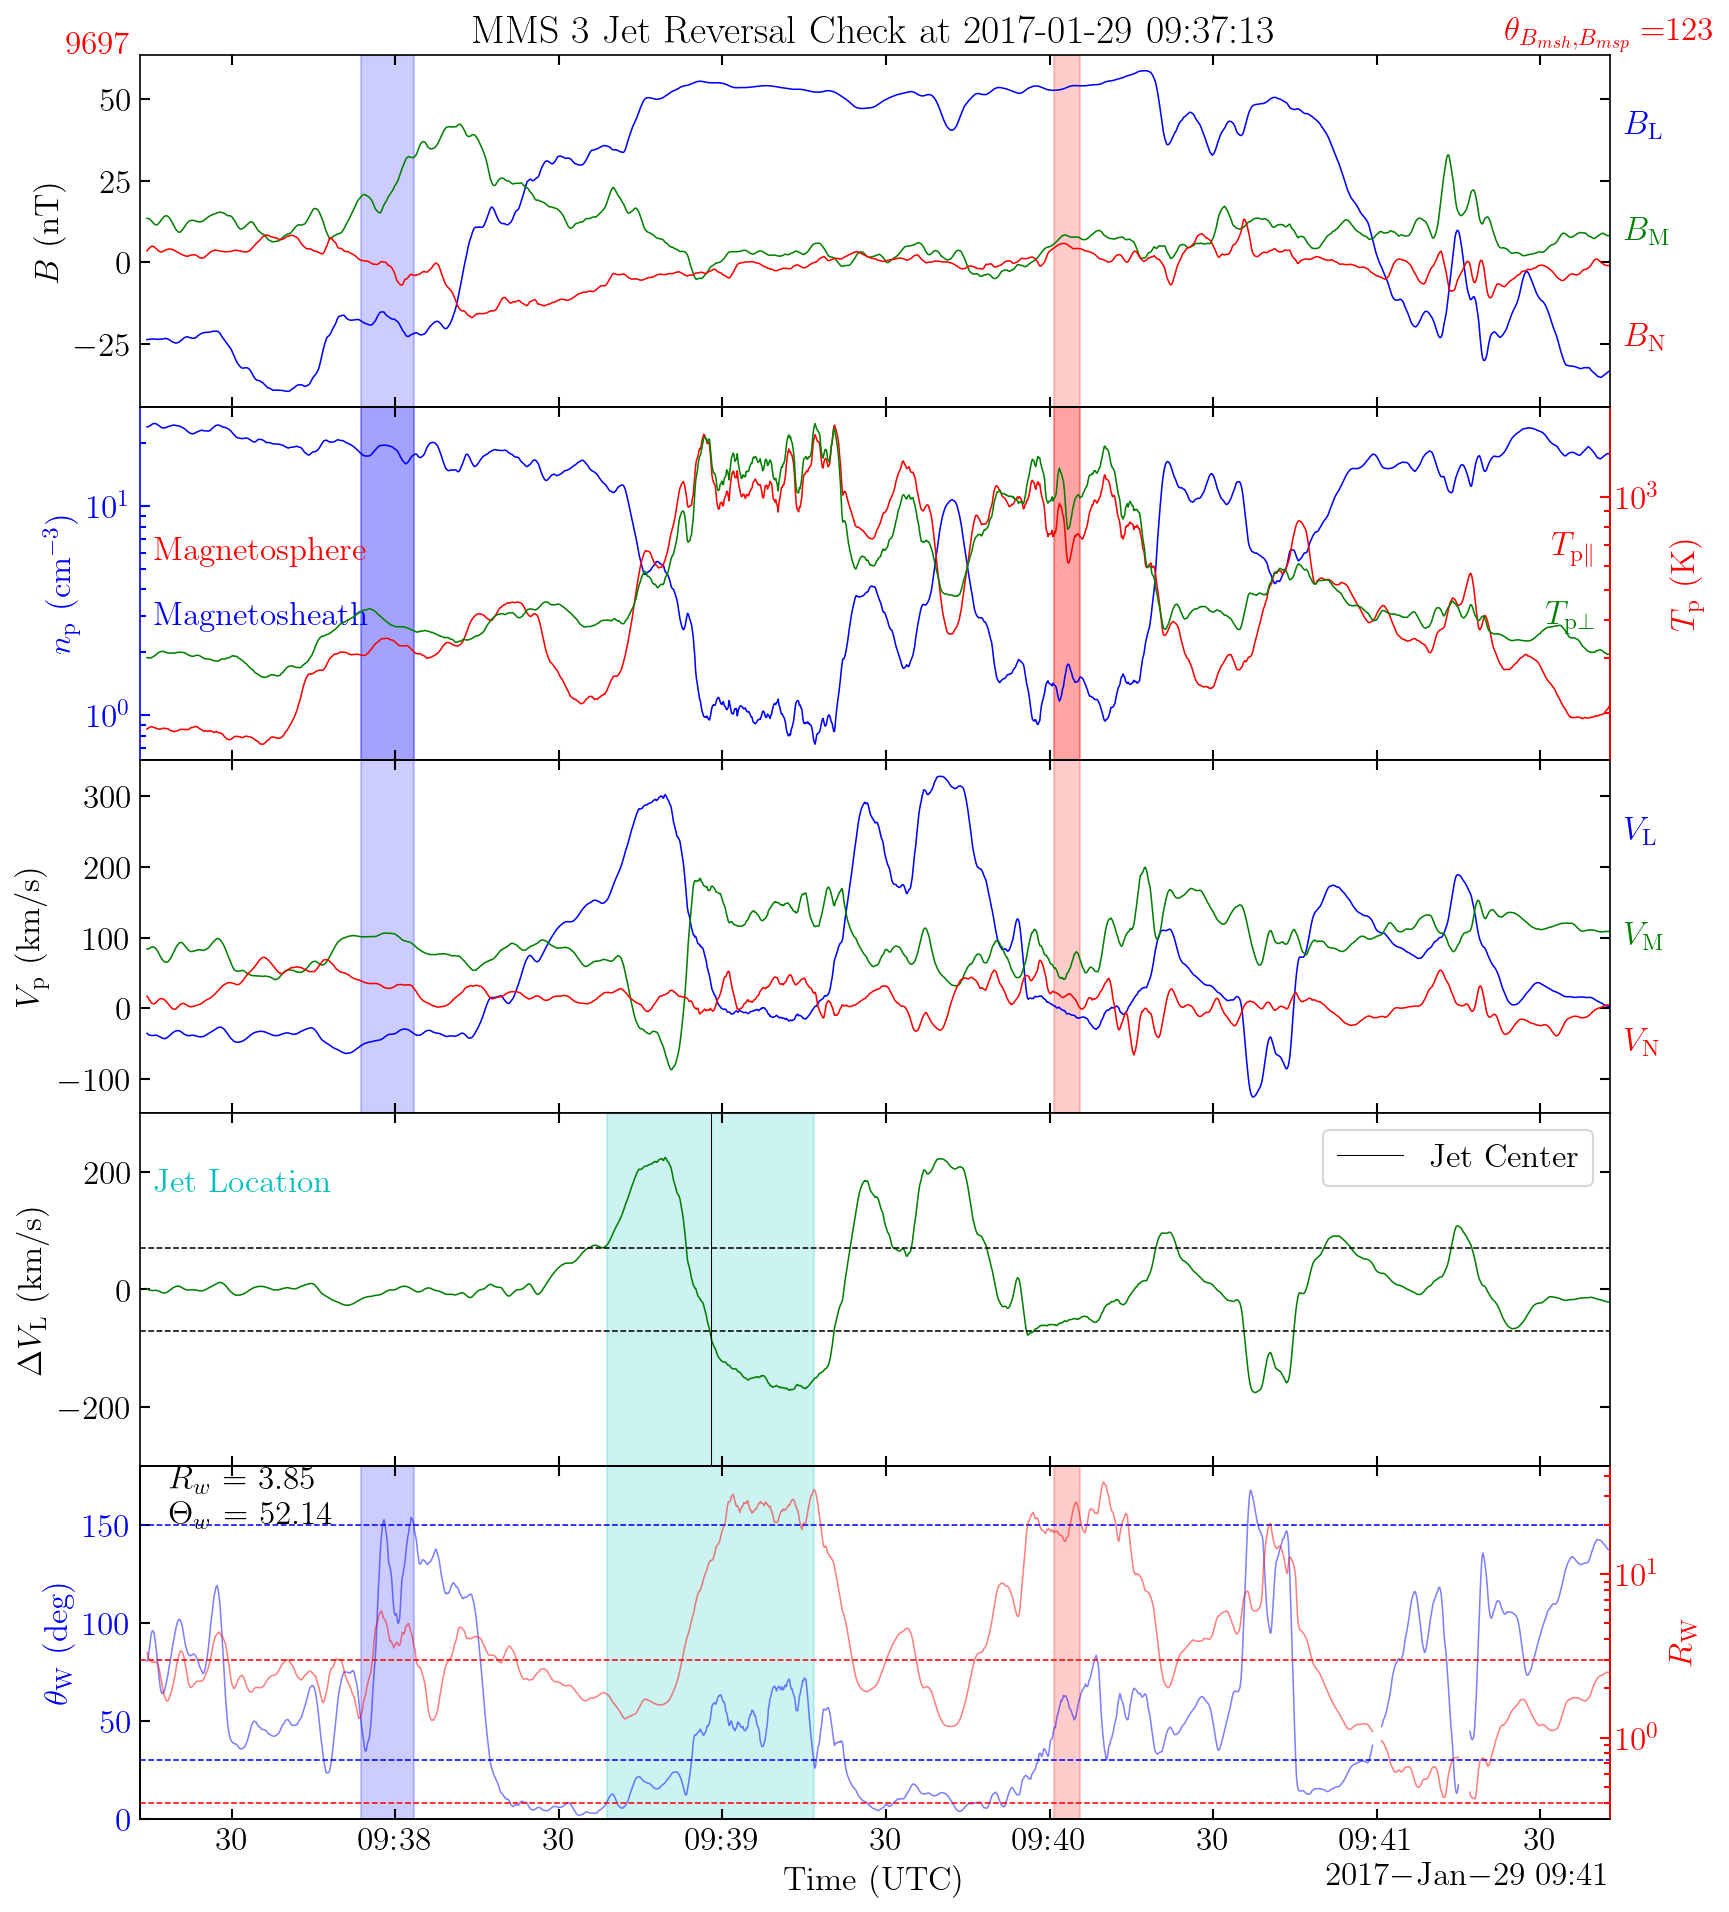 MMS 3 Jet Reversal Check at 2017-01-29 09:37:13
9697
θ_{B_{msh},B_{msp}} =123
50
25
0
−25
B (nT)
B_L
B_M
B_N
10^1
10^0
n_p (cm^{−3})
Magnetosphere
Magnetosheath
T_{p∥}
T_{p⊥}
10^3
T_p (K)
300
200
100
0
−100
V_p (km/s)
V_L
V_M
V_N
200
0
−200
ΔV_L (km/s)
Jet Location
Jet Center
R_w = 3.85
Θ_w = 52.14
150
100
50
0
θ_W (deg)
10^1
10^0
R_W
30 09:38 30 09:39 30 09:40 30 09:41 30
Time (UTC)
2017−Jan−29 09:41